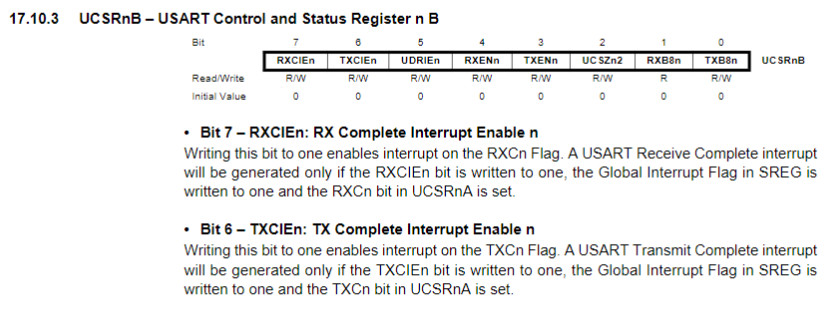 17.10.3 UCSRnB – USART Control and Status Register n B
Bit 7 6 5 4 3 2 1 0
RXCIEn TXCIEn UDRIEn RXENn TXENn UCSZn2 RXB8n TXB8n UCSRnB
Read/Write R/W R/W R/W R/W R/W R/W R R/W
Initial Value 0 0 0 0 0 0 0 0
• Bit 7 – RXCIEn: RX Complete Interrupt Enable n
Writing this bit to one enables interrupt on the RXCn Flag. A USART Receive Complete interrupt
will be generated only if the RXCIEn bit is written to one, the Global Interrupt Flag in SREG is
written to one and the RXCn bit in UCSRnA is set.
• Bit 6 – TXCIEn: TX Complete Interrupt Enable n
Writing this bit to one enables interrupt on the TXCn Flag. A USART Transmit Complete interrupt
will be generated only if the TXCIEn bit is written to one, the Global Interrupt Flag in SREG is
written to one and the TXCn bit in UCSRnA is set.